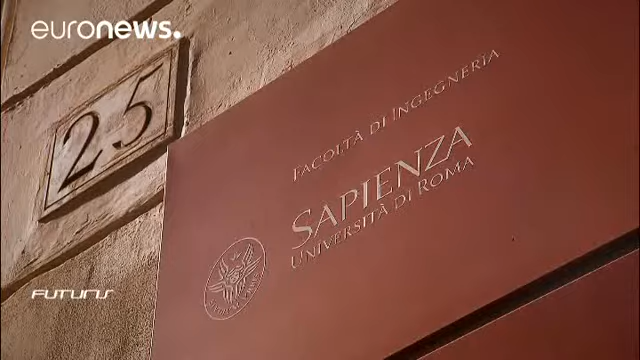 euronews.
25
FACOLTÀ DI INGEGNERIA
SAPIENZA
UNIVERSITÀ DI ROMA
FUTURIS